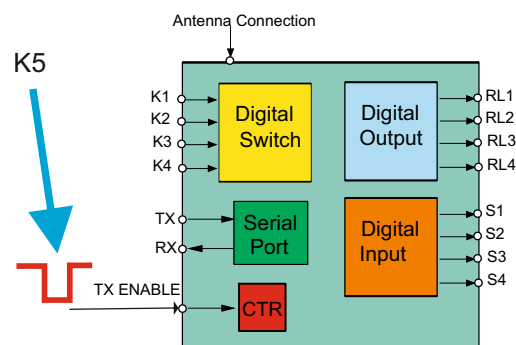 Antenna Connection
K5
K1
K2
K3
K4
Digital
Switch
Digital
Output
RL1
RL2
RL3
RL4
TX
RX
Serial
Port
Digital
Input
S1
S2
S3
S4
TX ENABLE
CTR